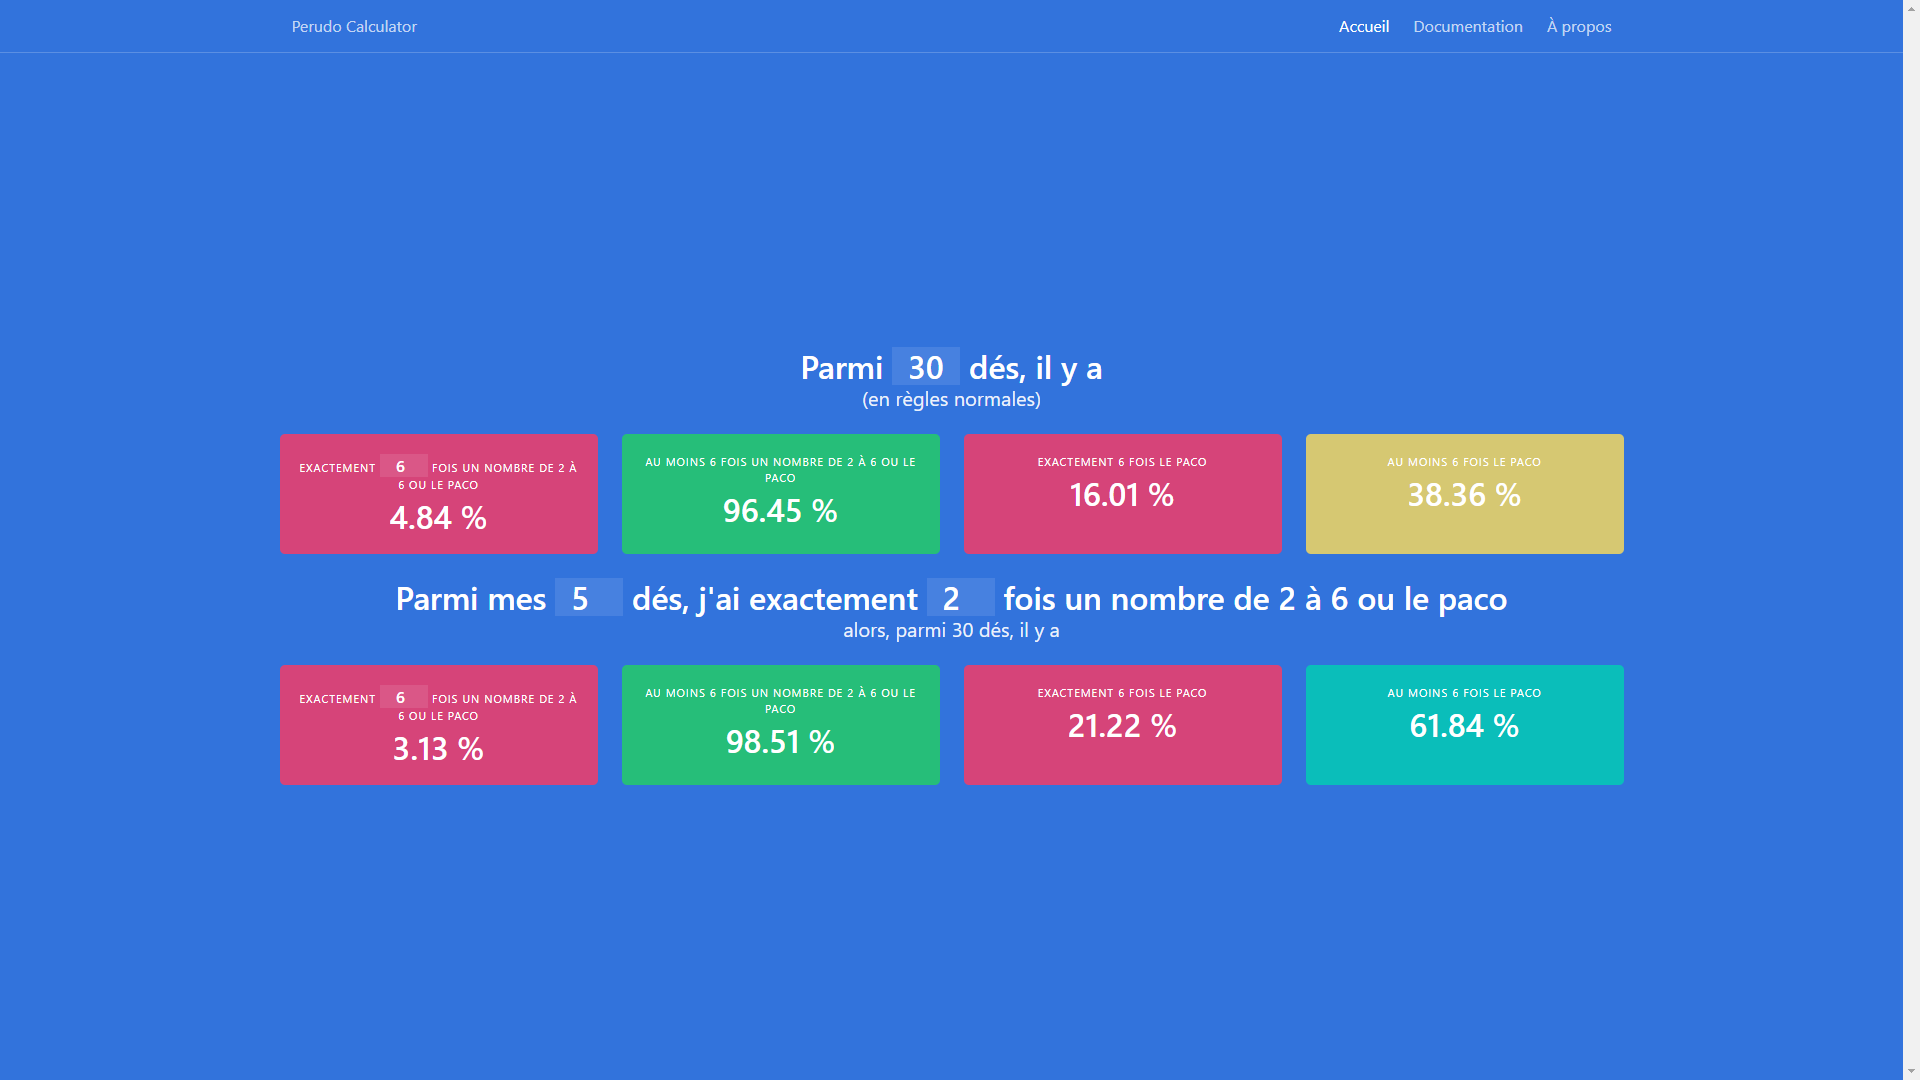 Perudo Calculator
Accueil Documentation À propos
Parmi 30 dés, il y a
(en règles normales)
EXACTEMENT 6 FOIS UN NOMBRE DE 2 À
6 OU LE PACO
4.84 %
AU MOINS 6 FOIS UN NOMBRE DE 2 À 6 OU LE
PACO
96.45 %
EXACTEMENT 6 FOIS LE PACO
16.01 %
AU MOINS 6 FOIS LE PACO
38.36 %
Parmi mes 5 dés, j'ai exactement 2 fois un nombre de 2 à 6 ou le paco
alors, parmi 30 dés, il y a
EXACTEMENT 6 FOIS UN NOMBRE DE 2 À
6 OU LE PACO
3.13 %
AU MOINS 6 FOIS UN NOMBRE DE 2 À 6 OU LE
PACO
98.51 %
EXACTEMENT 6 FOIS LE PACO
21.22 %
AU MOINS 6 FOIS LE PACO
61.84 %